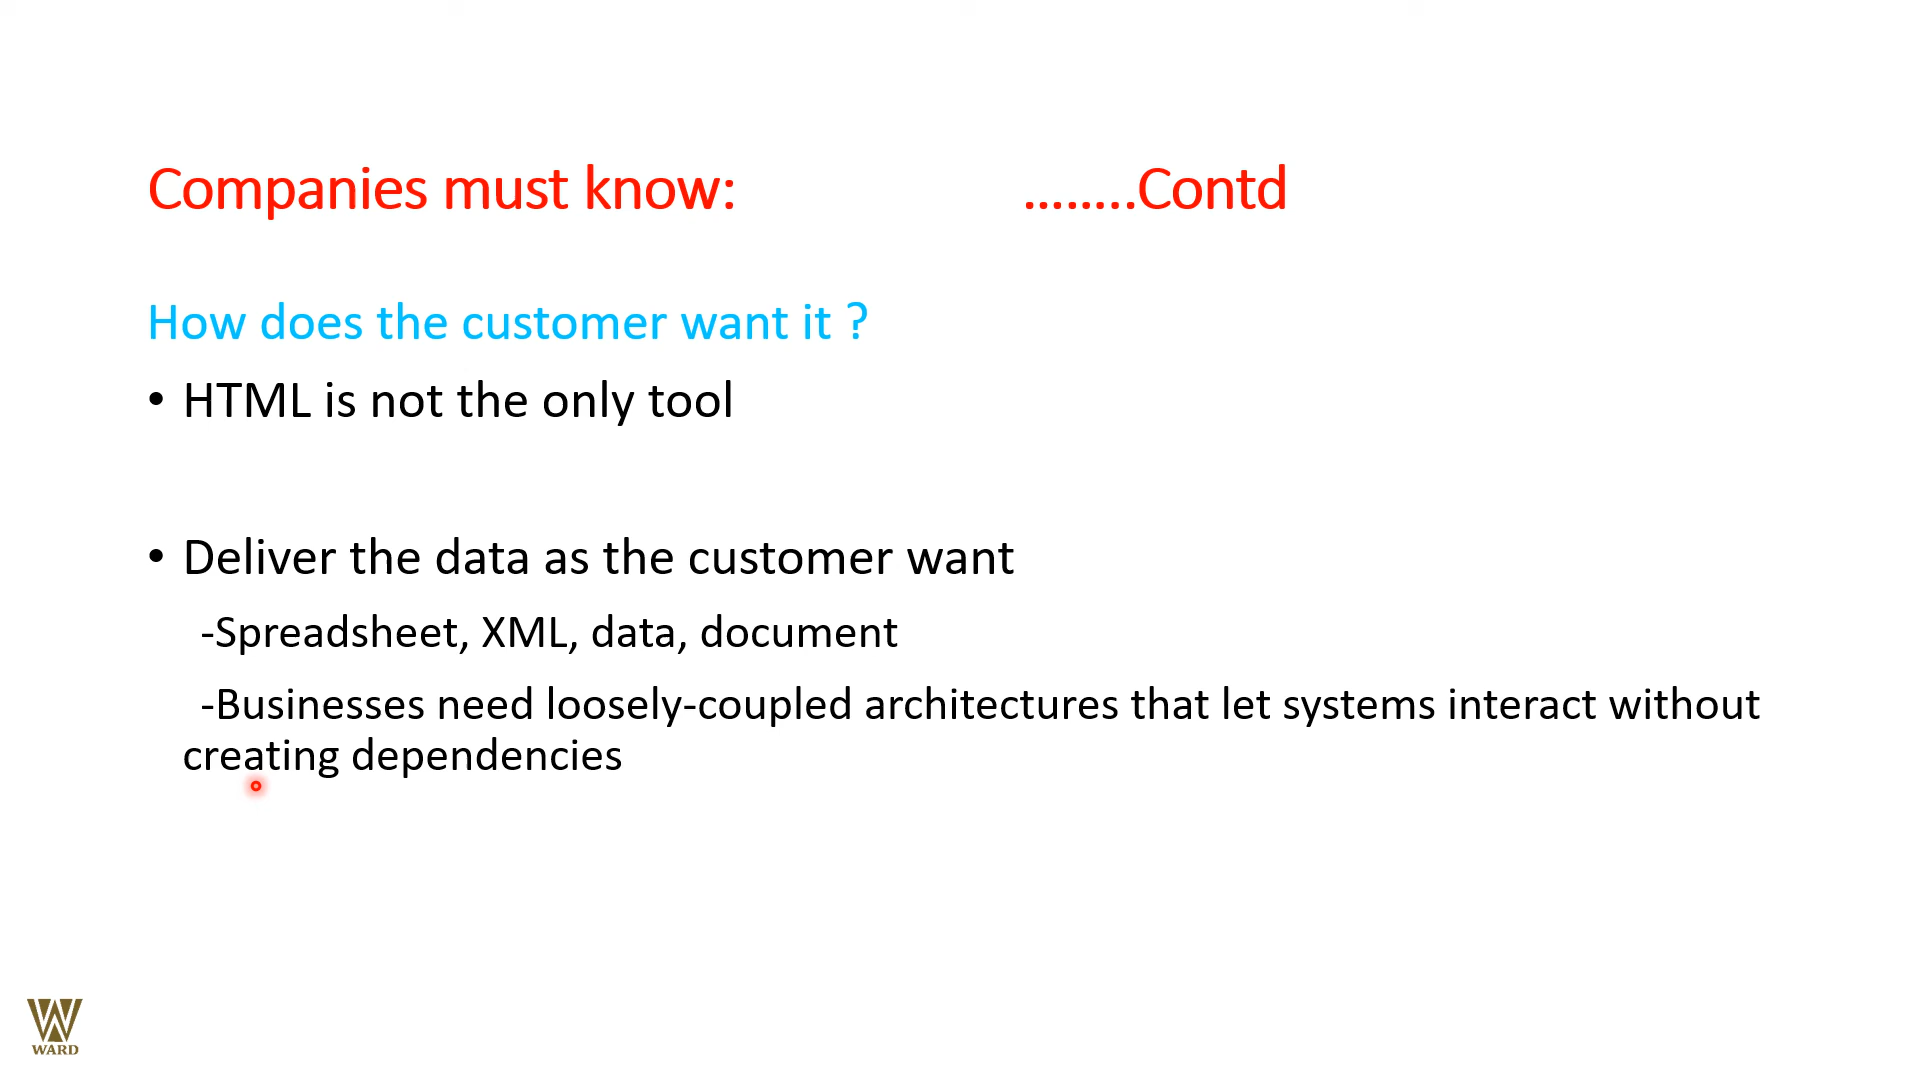 Companies must know: ……..Contd
How does the customer want it ?
• HTML is not the only tool
• Deliver the data as the customer want
-Spreadsheet, XML, data, document
-Businesses need loosely-coupled architectures that let systems interact without
creating dependencies
WARD